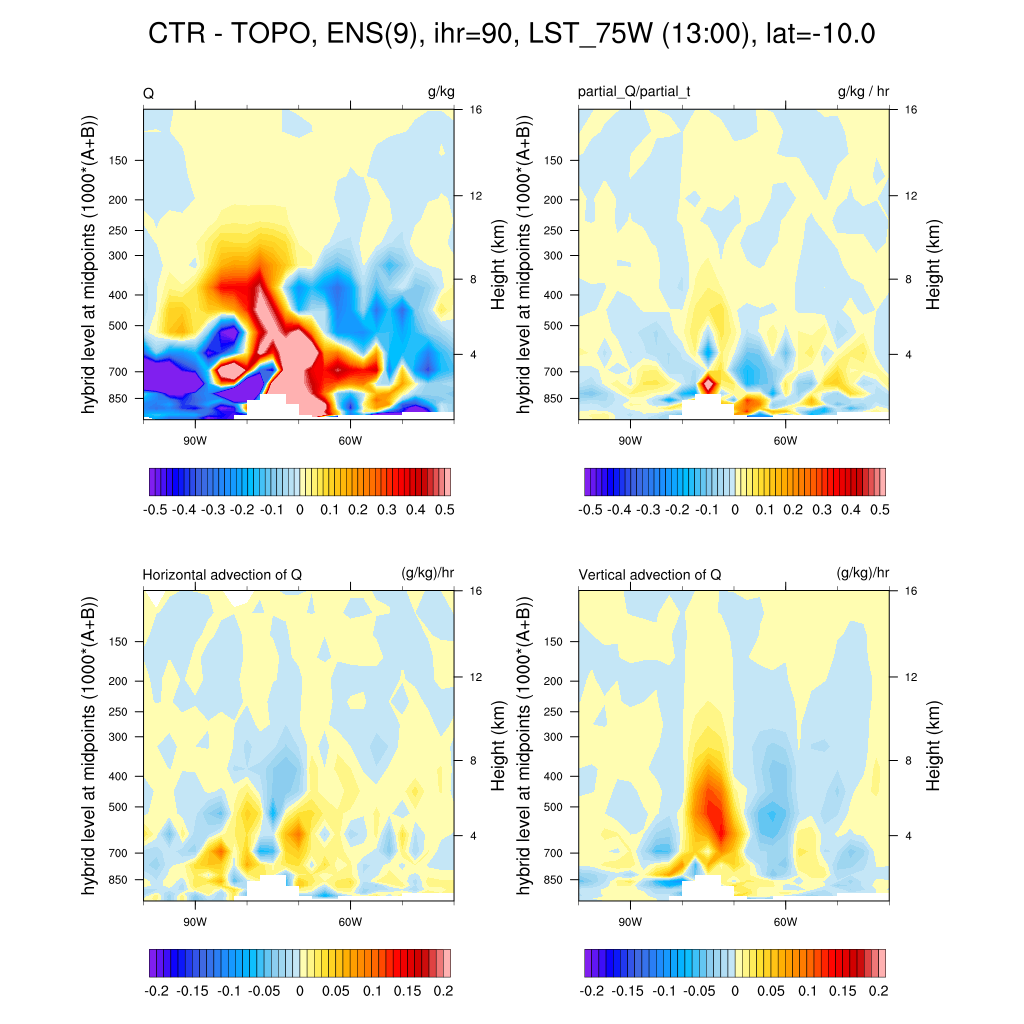 CTR - TOPO, ENS(9), ihr=90, LST_75W (13:00), lat=-10.0
Q g/kg
hybrid level at midpoints (1000*(A+B))
150
200
250
300
400
500
700
850
16
12
8
4
Height (km)
90W 60W
-0.5 -0.4 -0.3 -0.2 -0.1 0 0.1 0.2 0.3 0.4 0.5
partial_Q/partial_t g/kg / hr
hybrid level at midpoints (1000*(A+B))
150
200
250
300
400
500
700
850
16
12
8
4
Height (km)
90W 60W
-0.5 -0.4 -0.3 -0.2 -0.1 0 0.1 0.2 0.3 0.4 0.5
Horizontal advection of Q (g/kg)/hr
hybrid level at midpoints (1000*(A+B))
150
200
250
300
400
500
700
850
16
12
8
4
Height (km)
90W 60W
-0.2 -0.15 -0.1 -0.05 0 0.05 0.1 0.15 0.2
Vertical advection of Q (g/kg)/hr
hybrid level at midpoints (1000*(A+B))
150
200
250
300
400
500
700
850
16
12
8
4
Height (km)
90W 60W
-0.2 -0.15 -0.1 -0.05 0 0.05 0.1 0.15 0.2